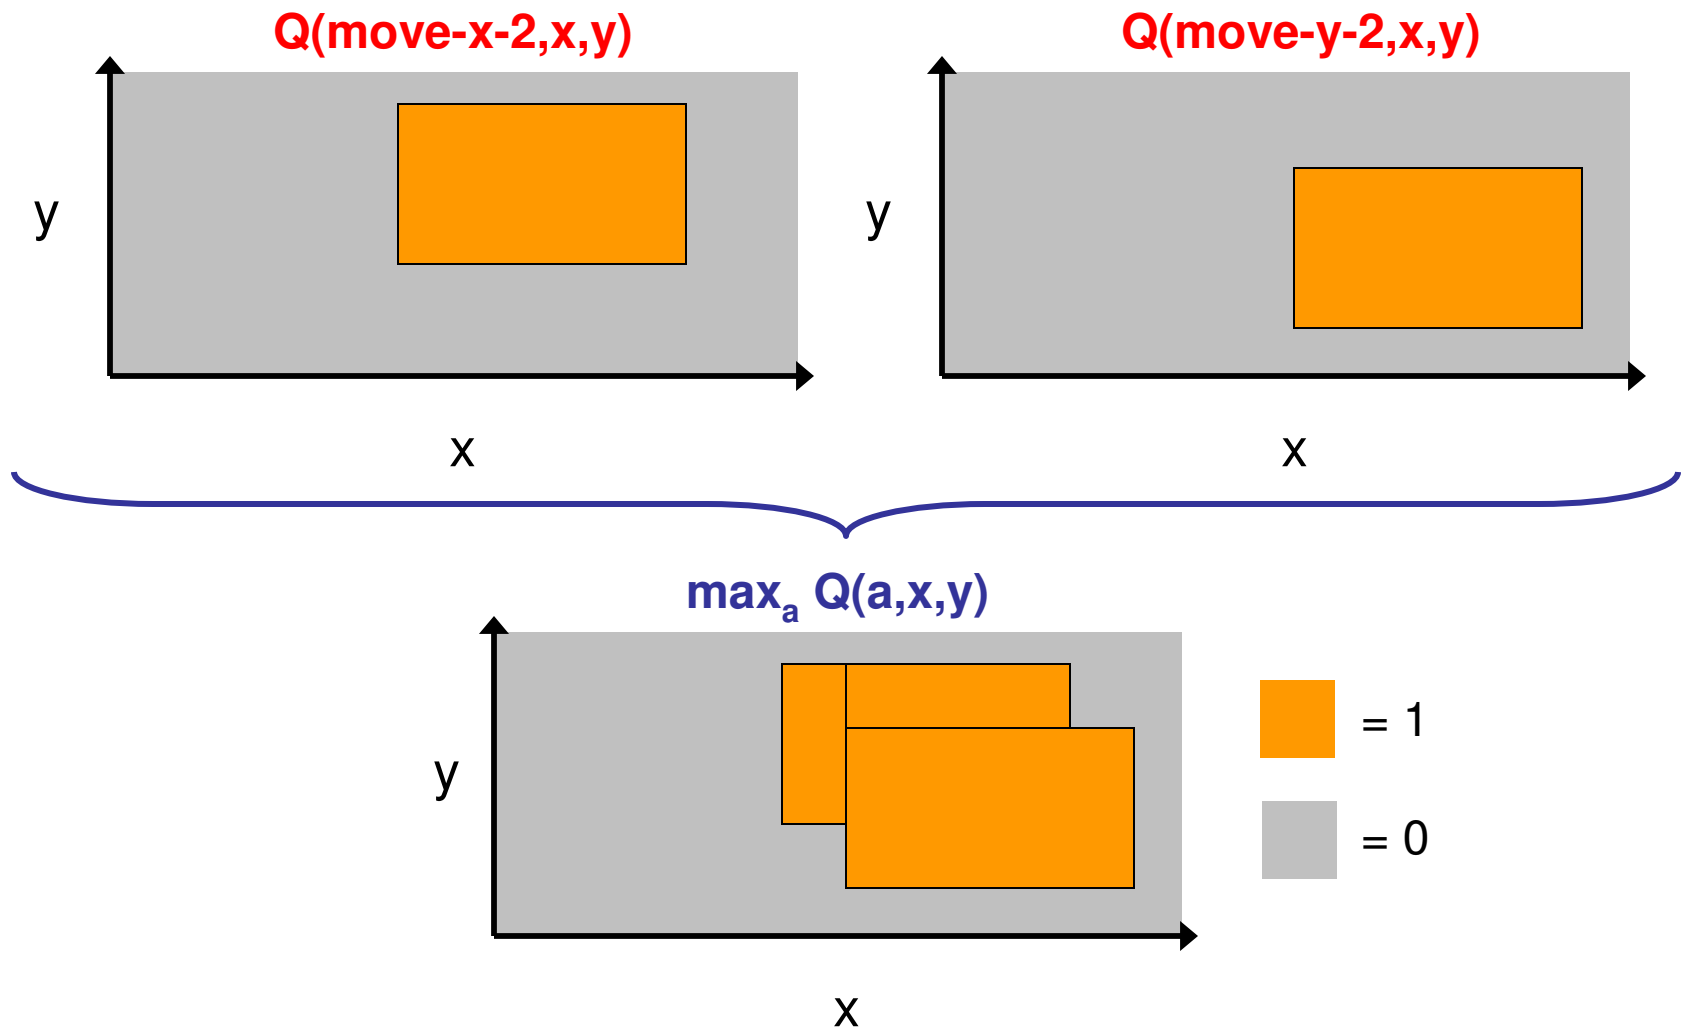 Q(move-x-2,x,y)
Q(move-y-2,x,y)
y
y
x
x
maxₐ Q(a,x,y)
y
= 1
= 0
x